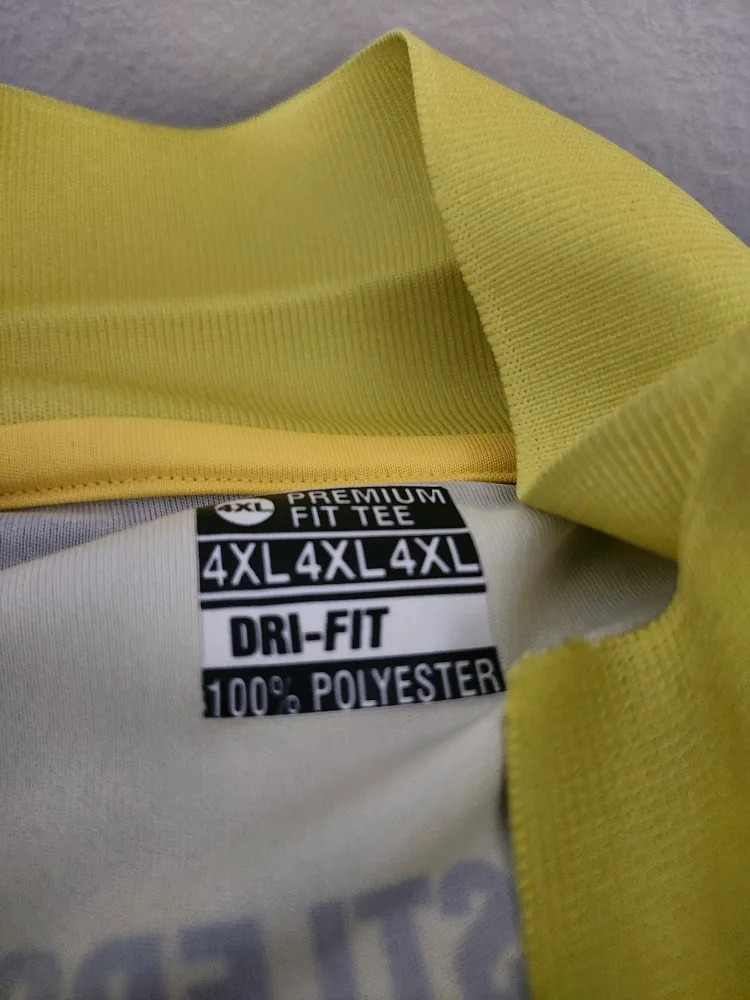 4XL PREMIUM
FIT TEE
4XL 4XL 4XL
DRI-FIT
100% POLYESTER